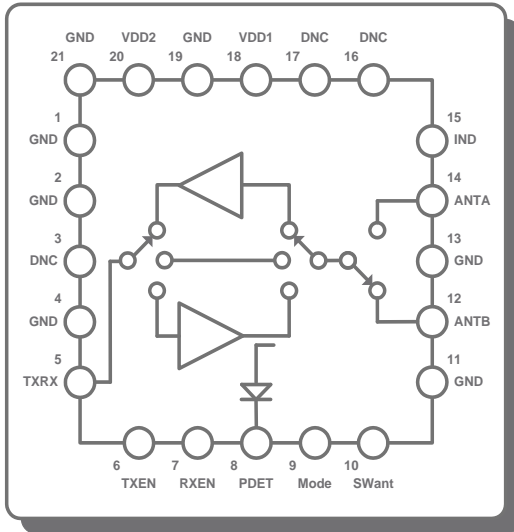 GND VDD2 GND VDD1 DNC DNC
21 20 19 18 17 16
1
GND
15
IND
2
GND
14
ANTA
3
DNC
13
GND
4
GND
12
ANTB
5
TXRX
11
GND
6 7 8 9 10
TXEN RXEN PDET Mode SWant